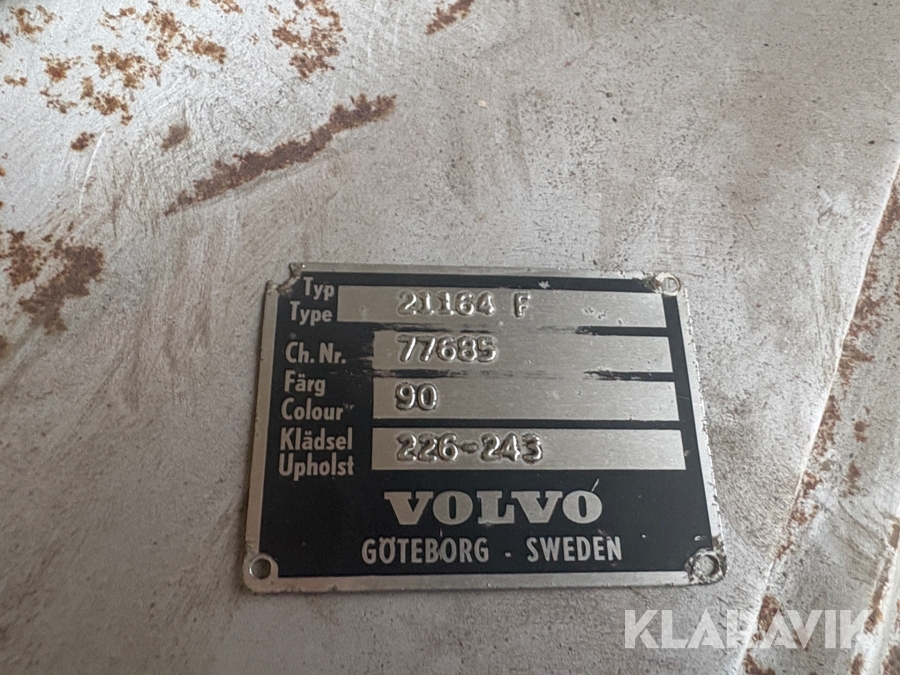 Typ
Type 21164 F
Ch. Nr. 77685
Färg
Colour 90
Klädsel
Upholst 226-243
VOLVO
GÖTEBORG - SWEDEN
KLARAVIK